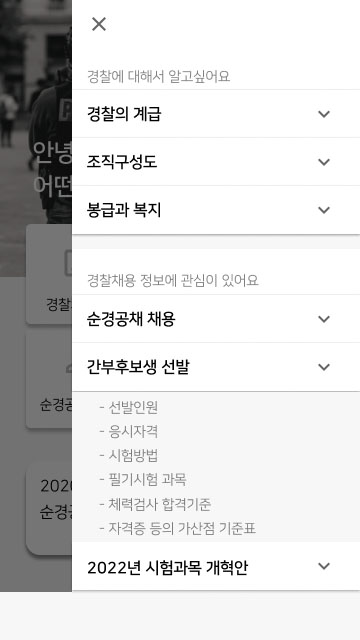 경찰에 대해서 알고싶어요
경찰의 계급
조직구성도
봉급과 복지
안녕
어떤
경찰
경찰채용 정보에 관심이 있어요
순경공채 채용
간부후보생 선발
- 선발인원
- 응시자격
- 시험방법
- 필기시험 과목
- 체력검사 합격기준
- 자격증 등의 가산점 기준표
순경공
202
순경
2022년 시험과목 개혁안